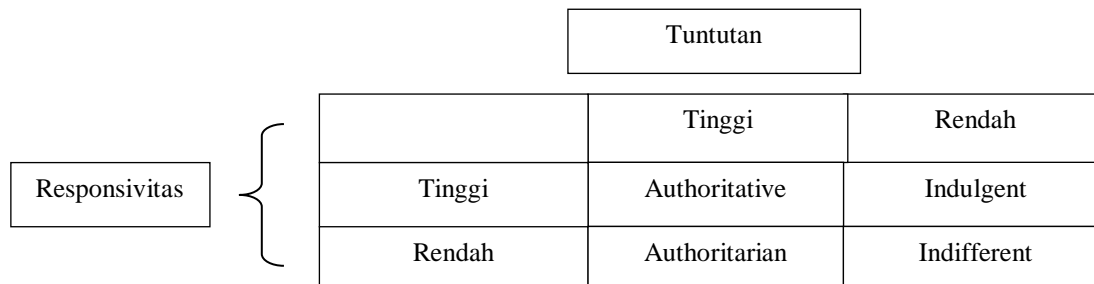 Tuntutan
Tinggi Rendah
Responsivitas Tinggi Authoritative Indulgent
Rendah Authoritarian Indifferent